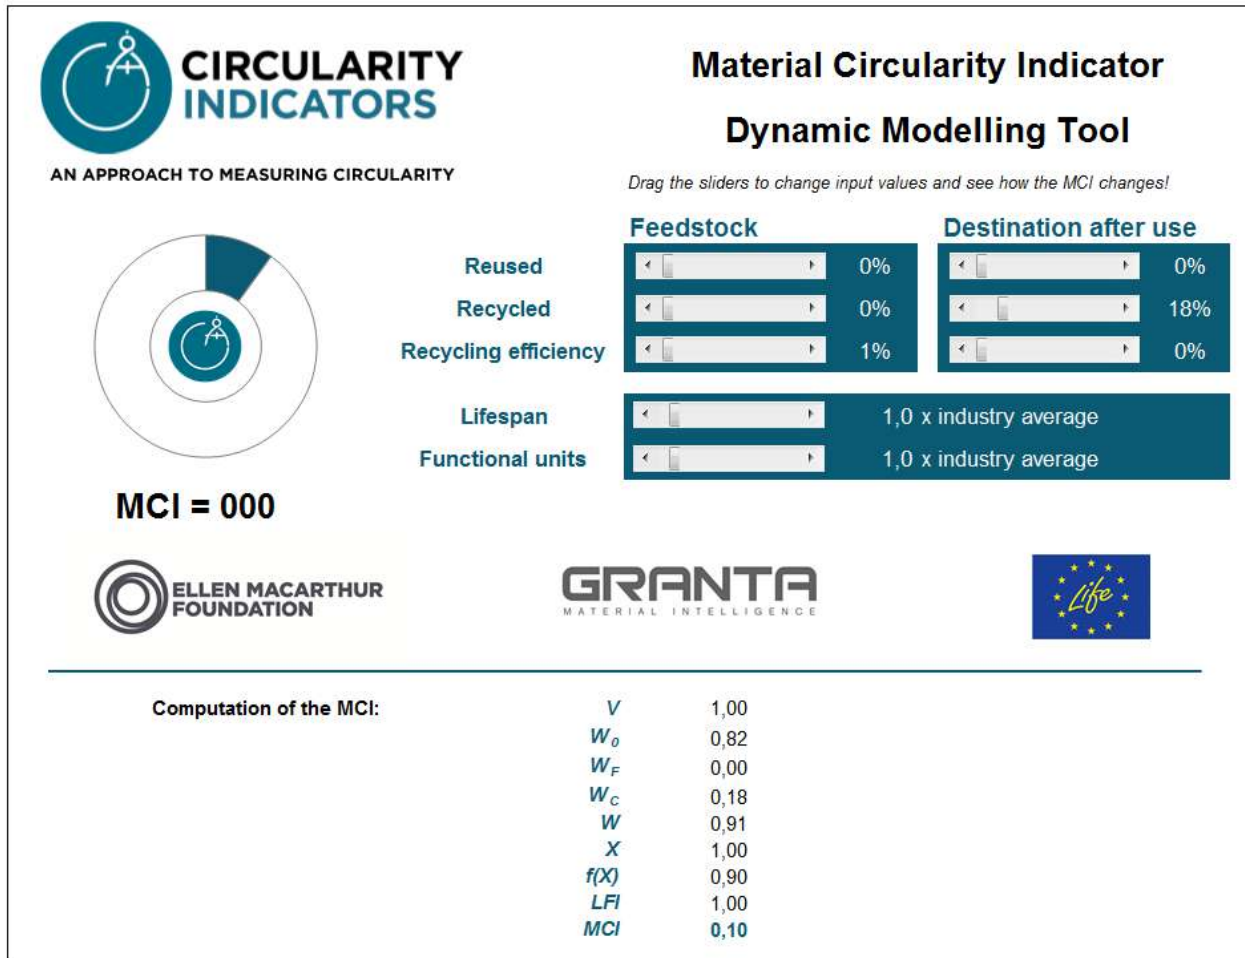 CIRCULARITY
INDICATORS
AN APPROACH TO MEASURING CIRCULARITY
Material Circularity Indicator
Dynamic Modelling Tool
Drag the sliders to change input values and see how the MCI changes!
Feedstock Destination after use
Reused 0% 0%
Recycled 0% 18%
Recycling efficiency 1% 0%
Lifespan 1,0 x industry average
Functional units 1,0 x industry average
MCI = 000
ELLEN MACARTHUR
FOUNDATION
GRANTA
MATERIAL INTELLIGENCE
Life
Computation of the MCI:
V 1,00
W0 0,82
WF 0,00
WC 0,18
W 0,91
X 1,00
f(X) 0,90
LFI 1,00
MCI 0,10